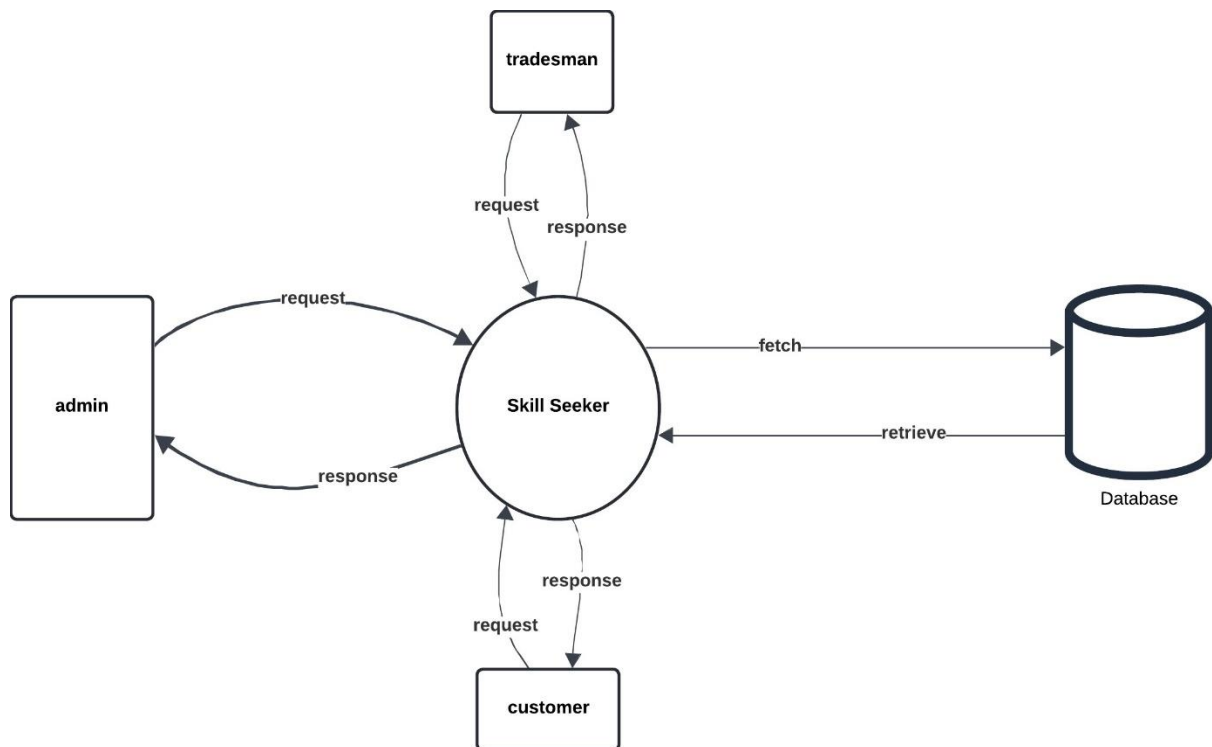 tradesman
request
response
request
admin
Skill Seeker
fetch
retrieve
response
Database
response
request
customer